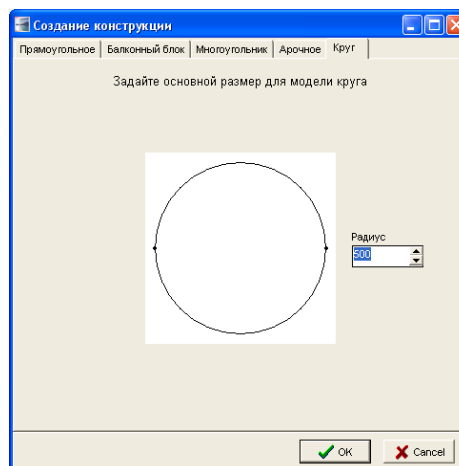 Создание конструкции
Прямоугольное Балконный блок Многоугольник Арочное Круг
Задайте основной размер для модели круга
Радиус
500
OK Cancel